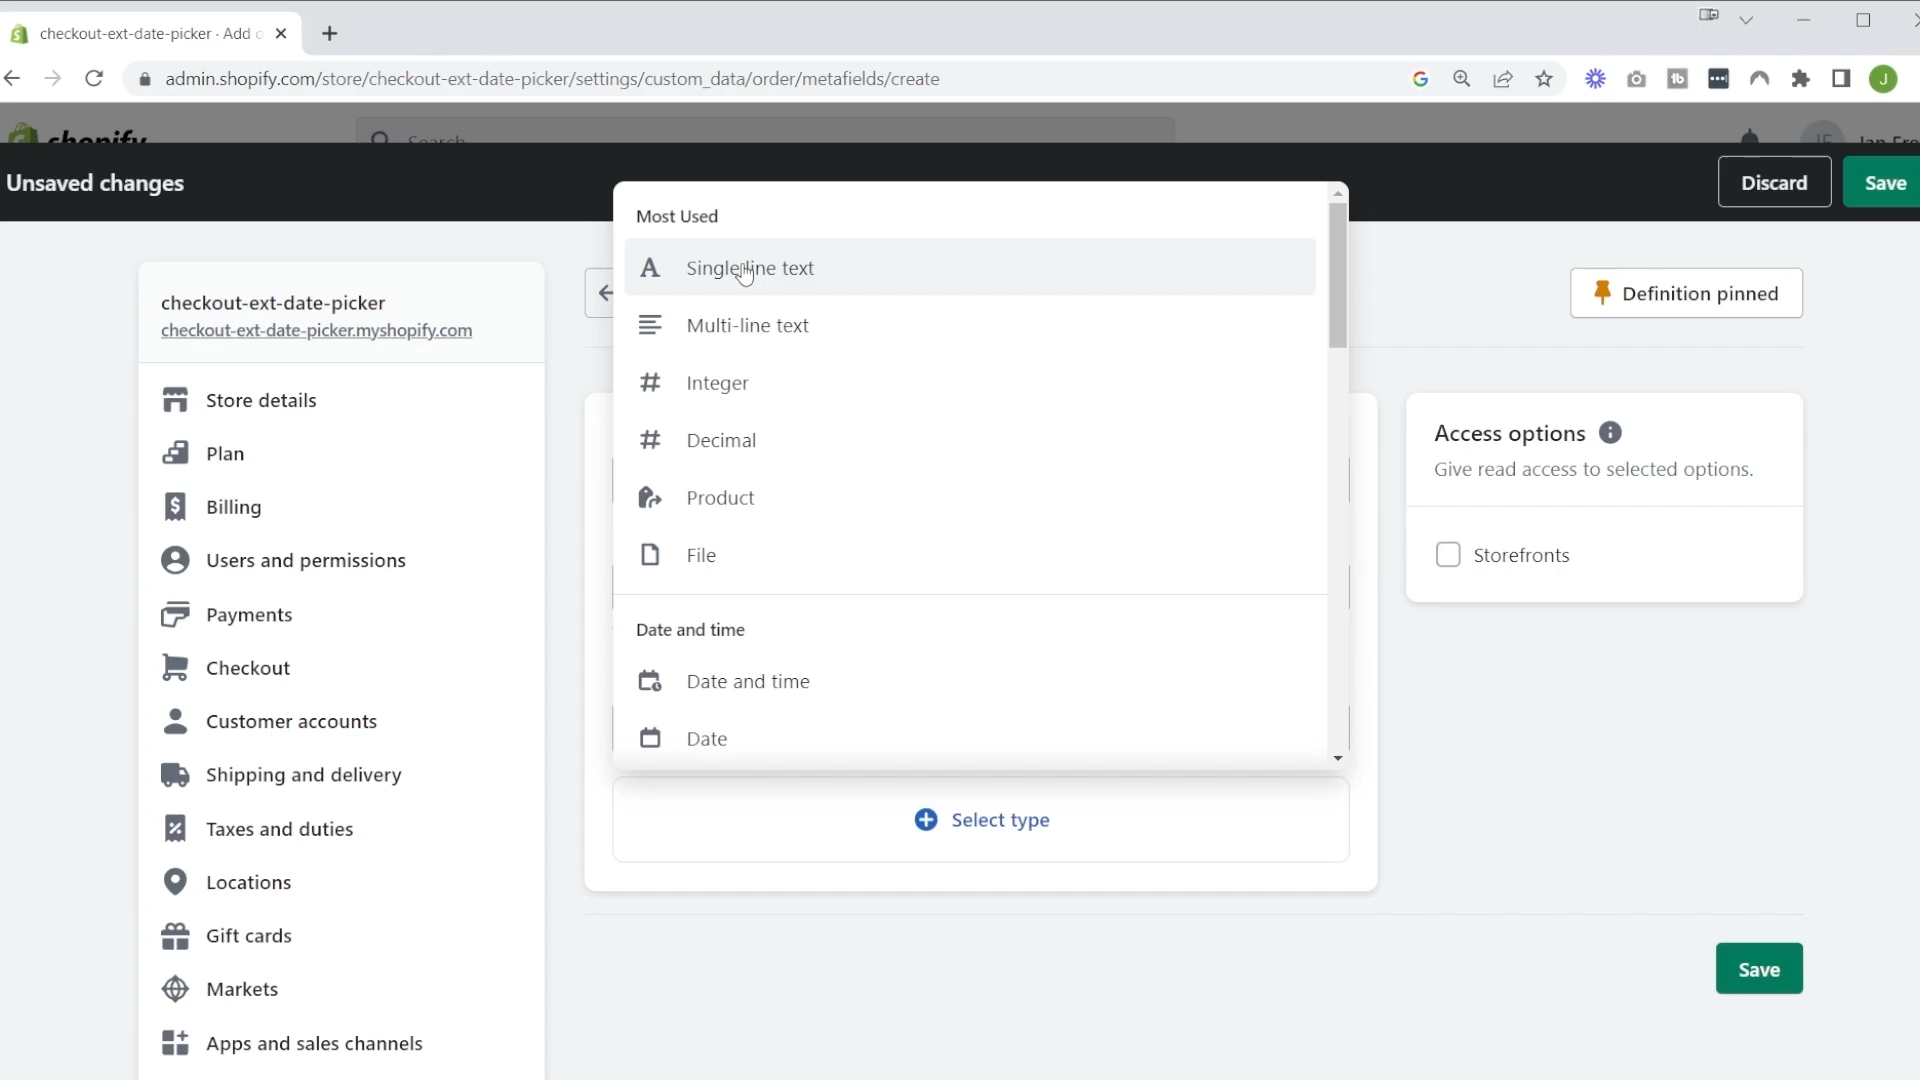 checkout-ext-date-picker · Add o
admin.shopify.com/store/checkout-ext-date-picker/settings/custom_data/order/metafields/create
J
shopify
Search
JF
Unsaved changes
Discard
Save
checkout-ext-date-picker
checkout-ext-date-picker.myshopify.com
Store details
Plan
Billing
Users and permissions
Payments
Checkout
Customer accounts
Shipping and delivery
Taxes and duties
Locations
Gift cards
Markets
Apps and sales channels
Most Used
Single line text
Multi-line text
Integer
Decimal
Product
File
Date and time
Date and time
Date
Select type
Definition pinned
Access options
Give read access to selected options.
Storefronts
Save